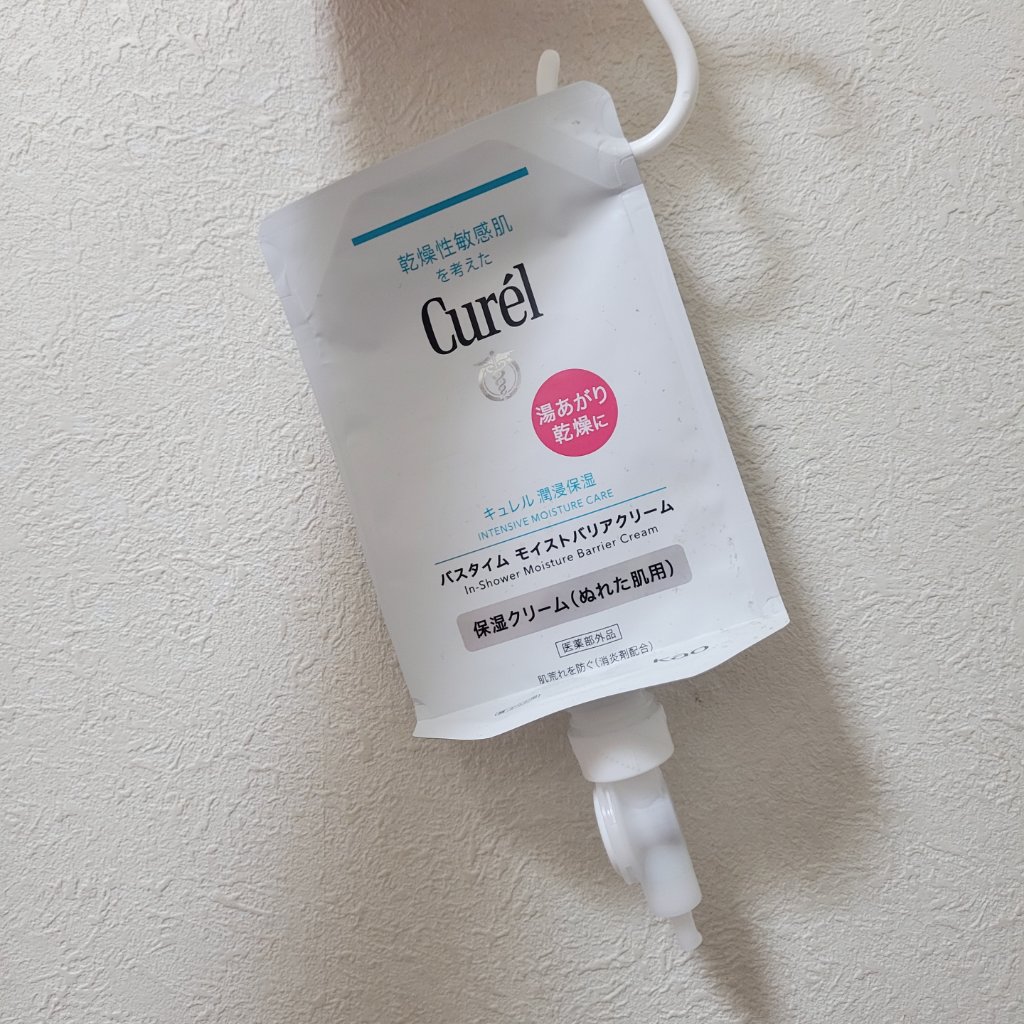 乾燥性敏感肌
を考えた
Curél
湯あがり
乾燥に
キュレル 潤浸保湿
INTENSIVE MOISTURE CARE
バスタイム モイストバリアクリーム
In-Shower Moisture Barrier Cream
保湿クリーム(ぬれた肌用)
医薬部外品
肌荒れを防ぐ(消炎剤配合)
Kao